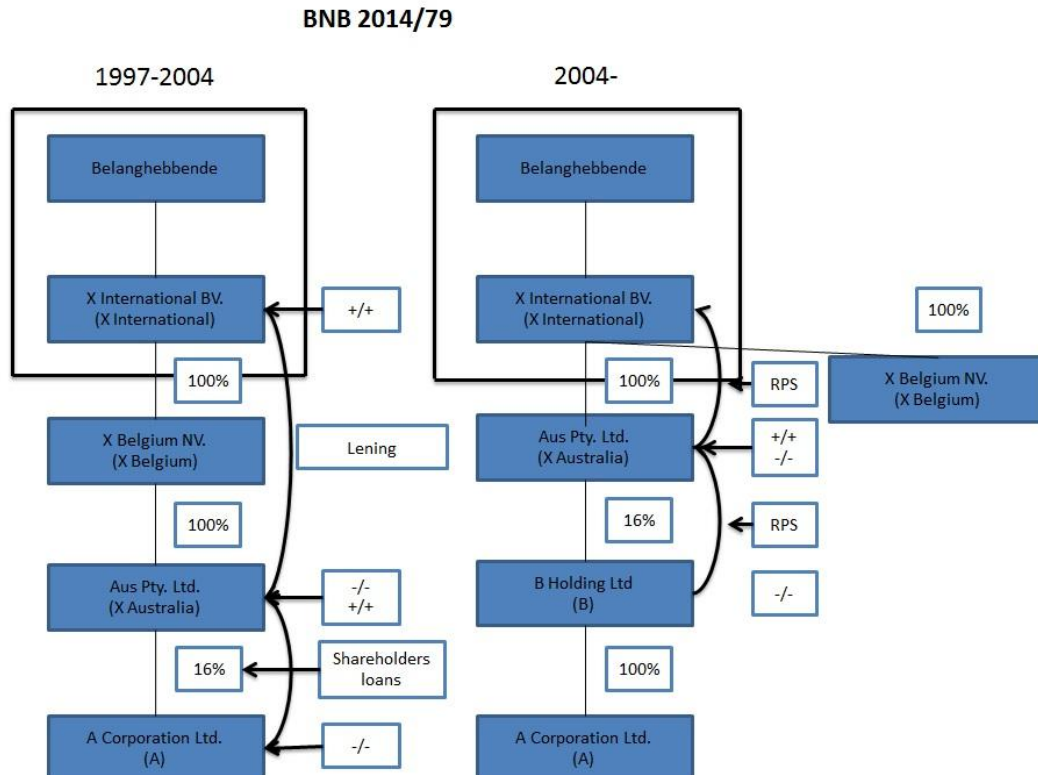 BNB 2014/79
1997-2004
Belanghebbende
X International BV.
(X International)
+/+
100%
X Belgium NV.
(X Belgium)
Lening
100%
Aus Pty. Ltd.
(X Australia)
-/-
+/+
16%
Shareholders
loans
A Corporation Ltd.
(A)
-/-
2004-
Belanghebbende
X International BV.
(X International)
100%
X Belgium NV.
(X Belgium)
100%
RPS
Aus Pty. Ltd.
(X Australia)
+/+
-/-
16%
RPS
B Holding Ltd
(B)
-/-
100%
A Corporation Ltd.
(A)